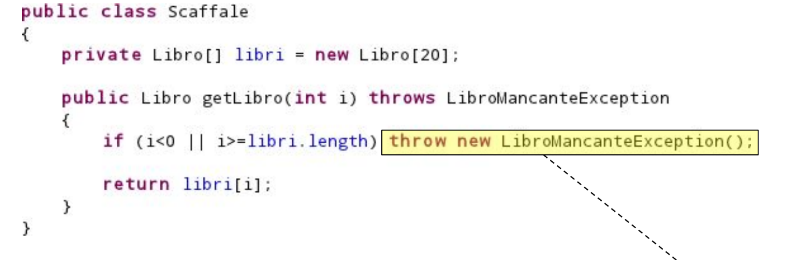 public class Scaffale
{
private Libro[] libri = new Libro[20];
public Libro getLibro(int i) throws LibroMancanteException
{
if (i<0 || i>=libri.length) throw new LibroMancanteException();
return libri[i];
}
}